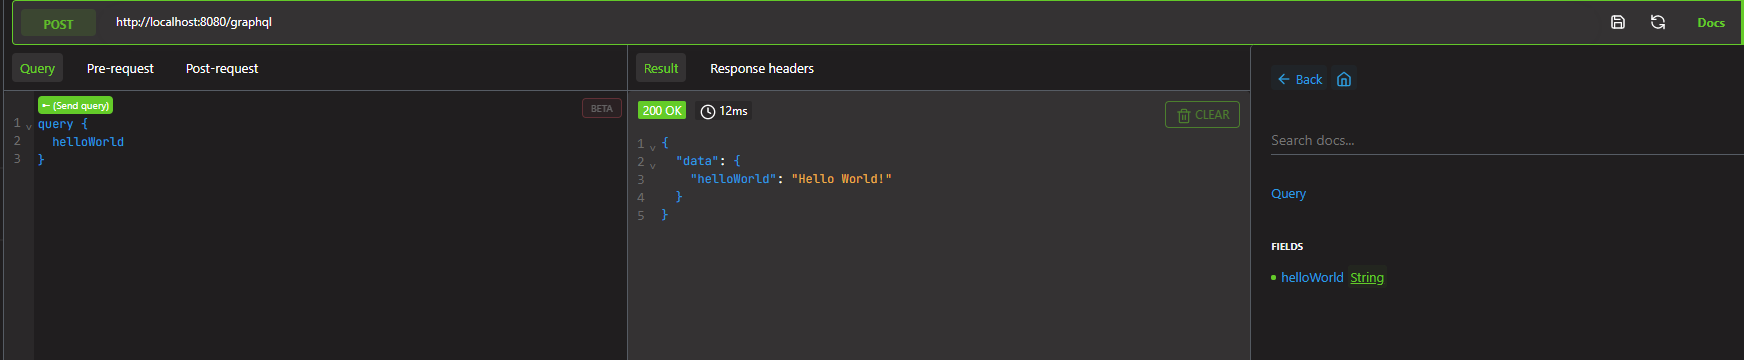 POST
http://localhost:8080/graphql
Docs
Query
Pre-request
Post-request
(Send query)
BETA
1 query {
2 helloWorld
3 }
Result
Response headers
200 OK
12ms
CLEAR
1 {
2 "data": {
3 "helloWorld": "Hello World!"
4 }
5 }
Back
Search docs...
Query
FIELDS
helloWorld String